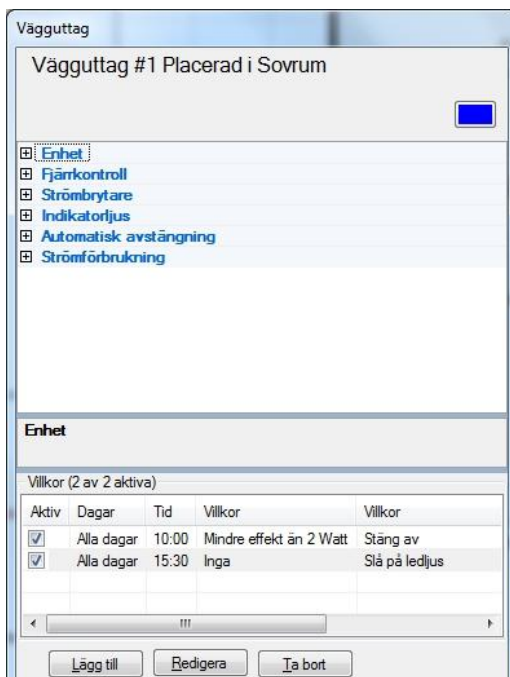 Vägguttag
Vägguttag #1 Placerad i Sovrum
Enhet
Fjärrkontroll
Strömbrytare
Indikatorljus
Automatisk avstängning
Strömförbrukning
Enhet
Villkor (2 av 2 aktiva)
Aktiv Dagar Tid Villkor Villkor
Alla dagar 10:00 Mindre effekt än 2 Watt Stäng av
Alla dagar 15:30 Inga Slå på ledljus
Lägg till Redigera Ta bort